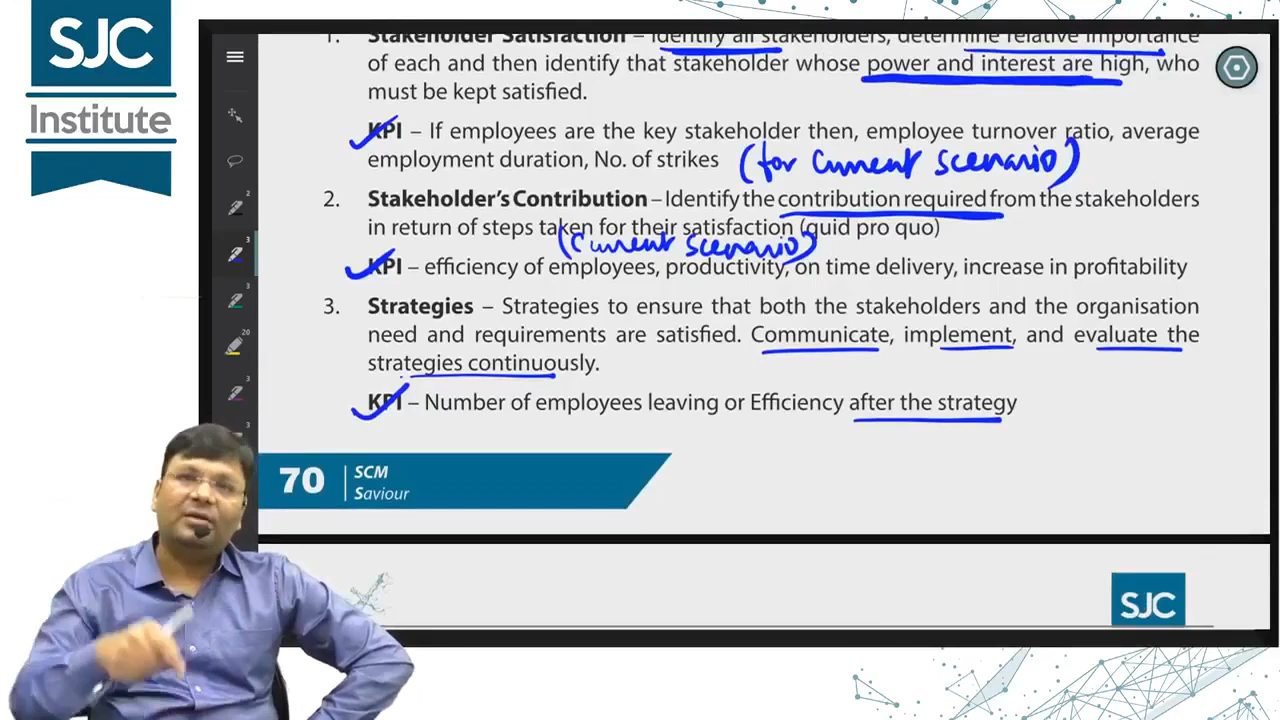 SJC
Institute
1. Stakeholder Satisfaction – Identify all stakeholders, determine relative importance
of each and then identify that stakeholder whose power and interest are high, who
must be kept satisfied.
KPI – If employees are the key stakeholder then, employee turnover ratio, average
employment duration, No. of strikes (for current scenario)
2. Stakeholder's Contribution – Identify the contribution required from the stakeholders
in return of steps taken for their satisfaction (quid pro quo)
(current scenario)
KPI – efficiency of employees, productivity, on time delivery, increase in profitability
3. Strategies – Strategies to ensure that both the stakeholders and the organisation
need and requirements are satisfied. Communicate, implement, and evaluate the
strategies continuously.
KPI – Number of employees leaving or Efficiency after the strategy
70 SCM
Saviour
SJC
2
3
3
20
3
3